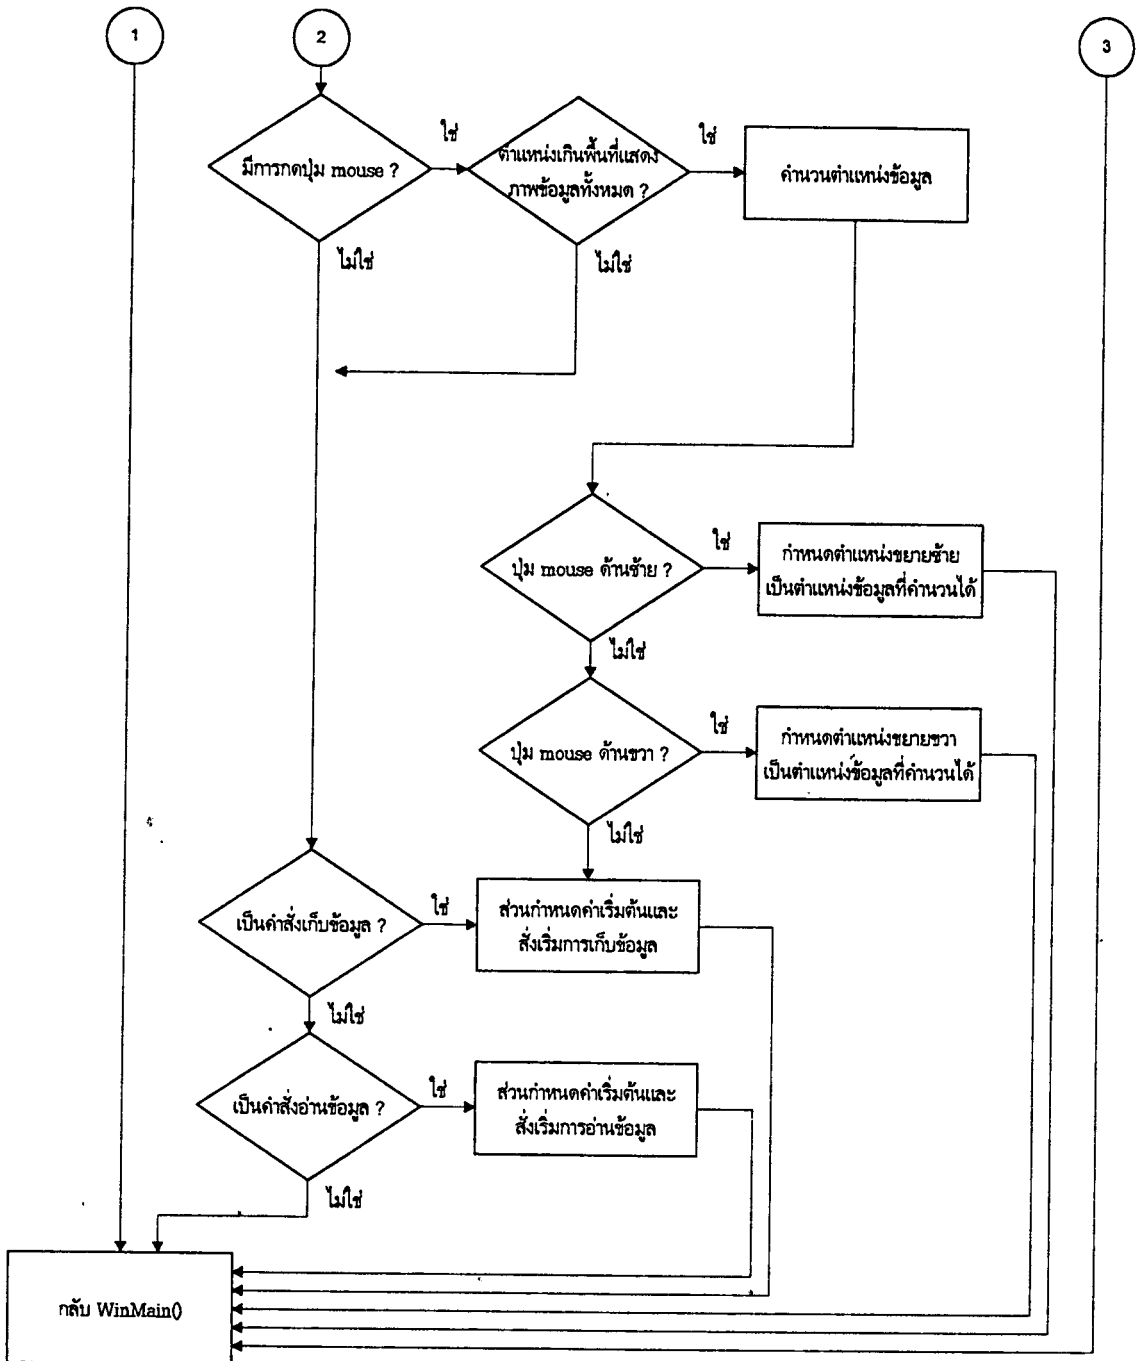 1
2
3
มีการกดปุ่ม mouse ?
ใช่
ตำแหน่งเกินพื้นที่แสดง
ภาพข้อมูลทั้งหมด ?
ใช่
คำนวนตำแหน่งข้อมูล
ไม่ใช่
ไม่ใช่
ปุ่ม mouse ด้านซ้าย ?
ใช่
กำหนดตำแหน่งขยายซ้าย
เป็นตำแหน่งข้อมูลที่คำนวนได้
ไม่ใช่
ปุ่ม mouse ด้านขวา ?
ใช่
กำหนดตำแหน่งขยายขวา
เป็นตำแหน่งข้อมูลที่คำนวนได้
ไม่ใช่
เป็นคำสั่งเก็บข้อมูล ?
ใช่
ส่วนกำหนดค่าเริ่มต้นและ
สั่งเริ่มการเก็บข้อมูล
ไม่ใช่
เป็นคำสั่งอ่านข้อมูล ?
ใช่
ส่วนกำหนดค่าเริ่มต้นและ
สั่งเริ่มการอ่านข้อมูล
ไม่ใช่
กลับ WinMain()